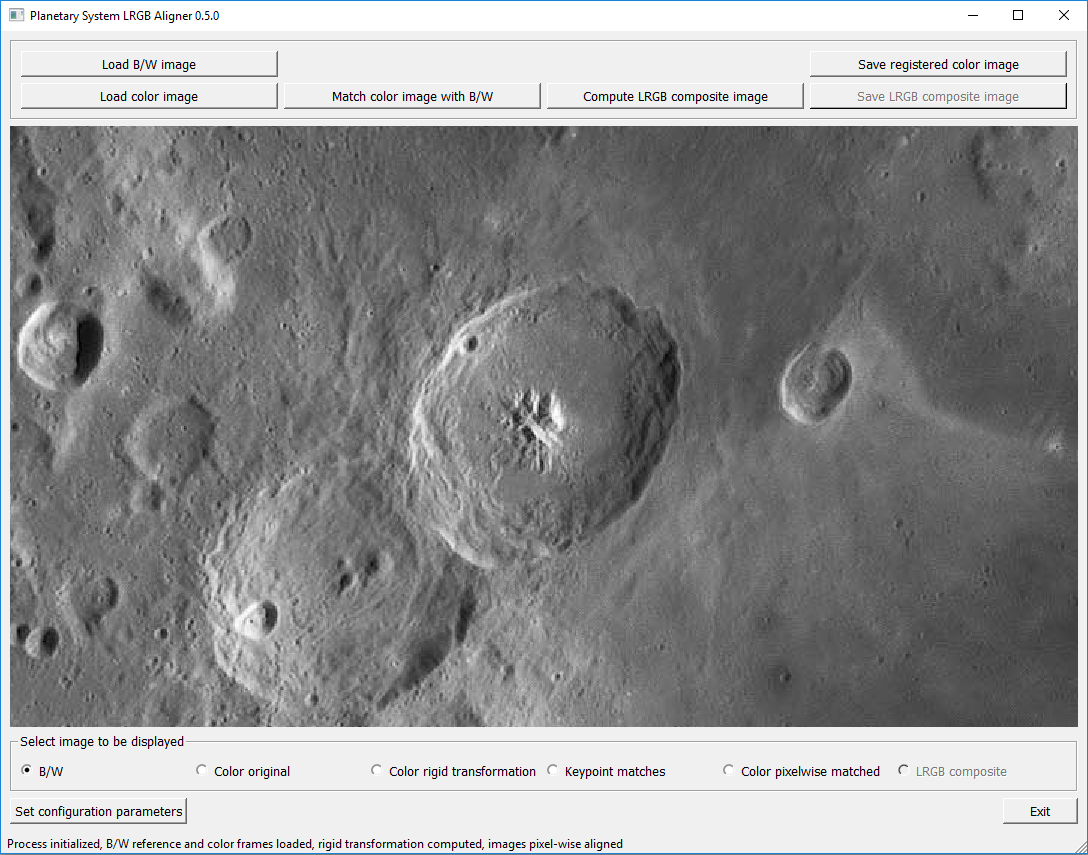 Planetary System LRGB Aligner 0.5.0
Load B/W image
Save registered color image
Load color image
Match color image with B/W
Compute LRGB composite image
Save LRGB composite image
Select image to be displayed
B/W
Color original
Color rigid transformation
Keypoint matches
Color pixelwise matched
LRGB composite
Set configuration parameters
Exit
Process initialized, B/W reference and color frames loaded, rigid transformation computed, images pixel-wise aligned